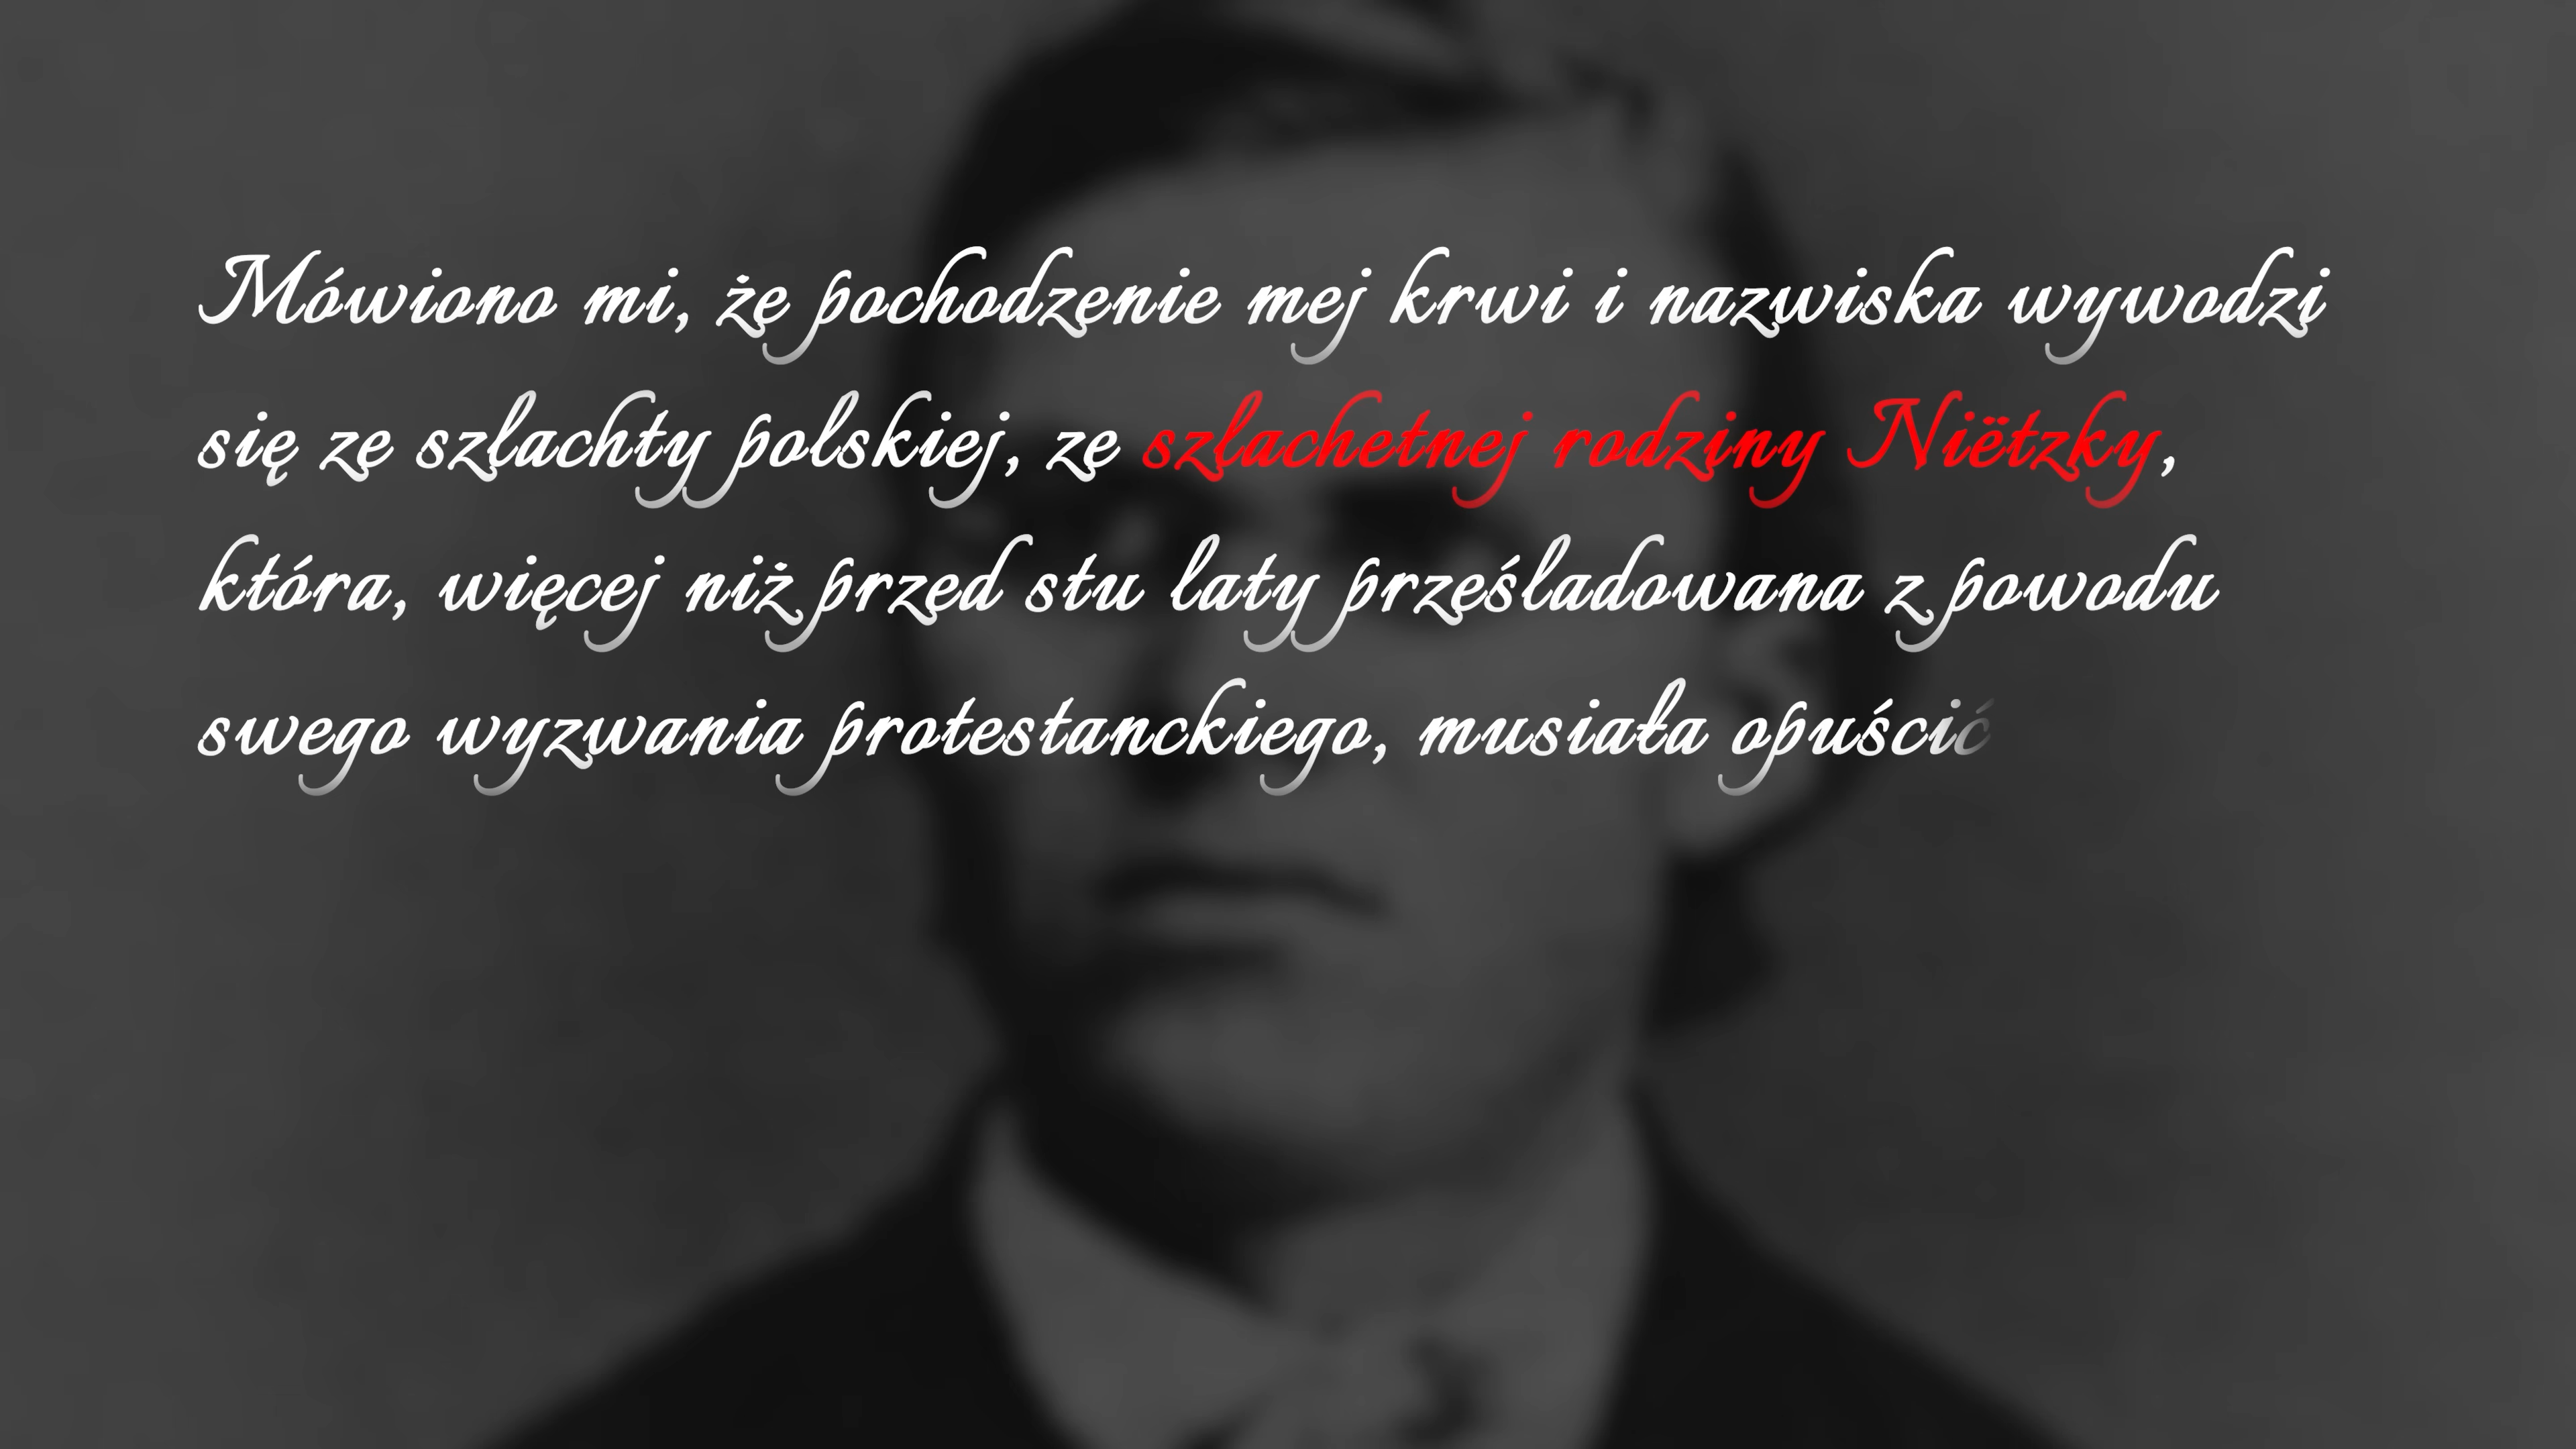 Mówiono mi, że pochodzenie mej krwi i nazwiska wywodzi
się ze szlachty polskiej, ze szlachetnej rodziny Niëtzky,
która, więcej niż przed stu laty prześladowana z powodu
swego wyzwania protestanckiego, musiała opuścić